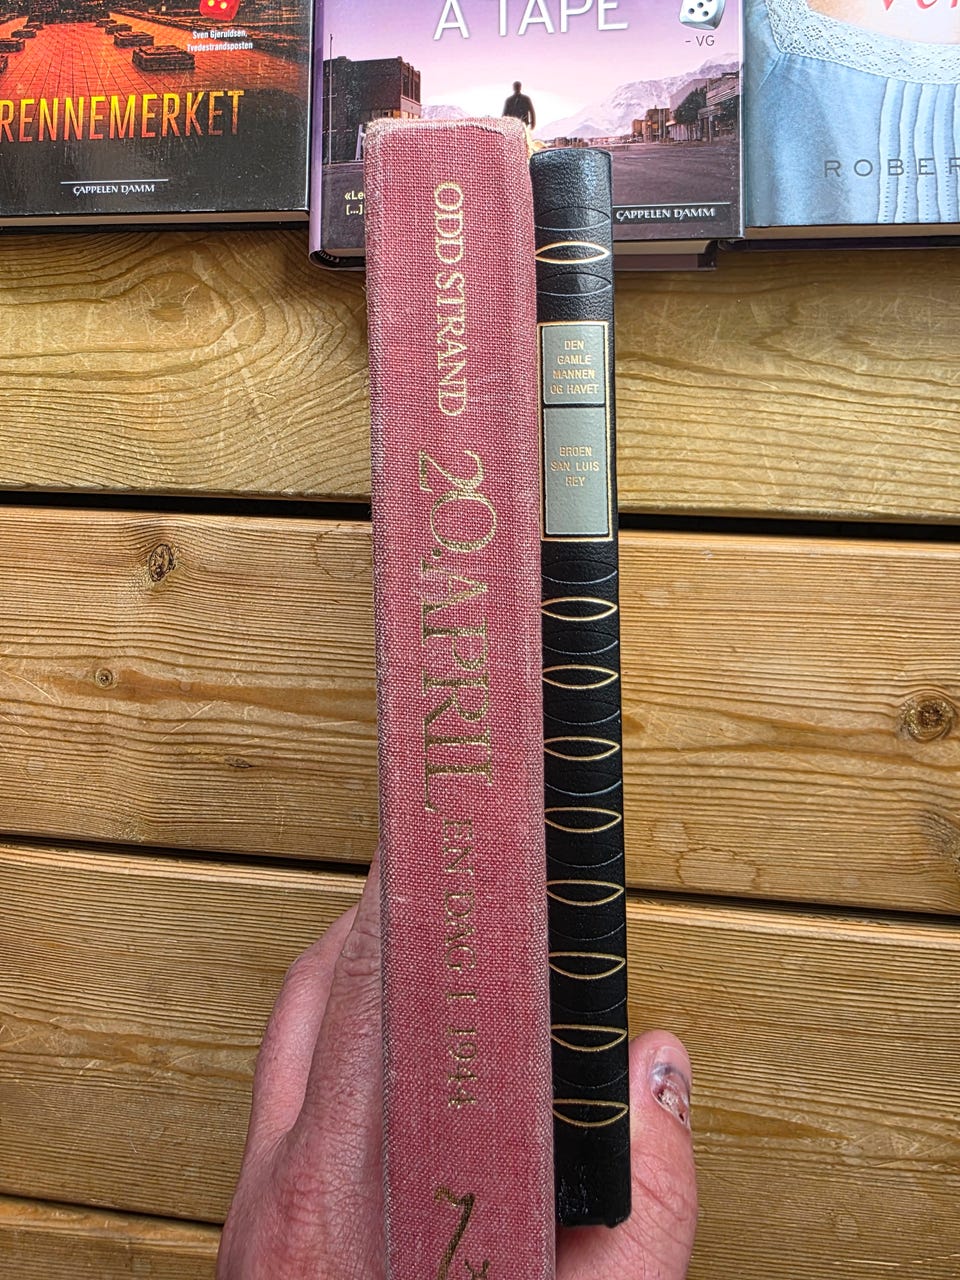 Sven Gjeruldsen,
Tvedestrandsposten
RENNEMERKET
CAPPELEN DAMM
Å TAPE
- VG
«Le
[...]
CAPPELEN DAMM
ROBER
ODD STRAND 20. APRIL EN DAG I 1944
DEN
GAMLE
MANNEN
OG HAVET
BROEN
SAN LUIS
REY